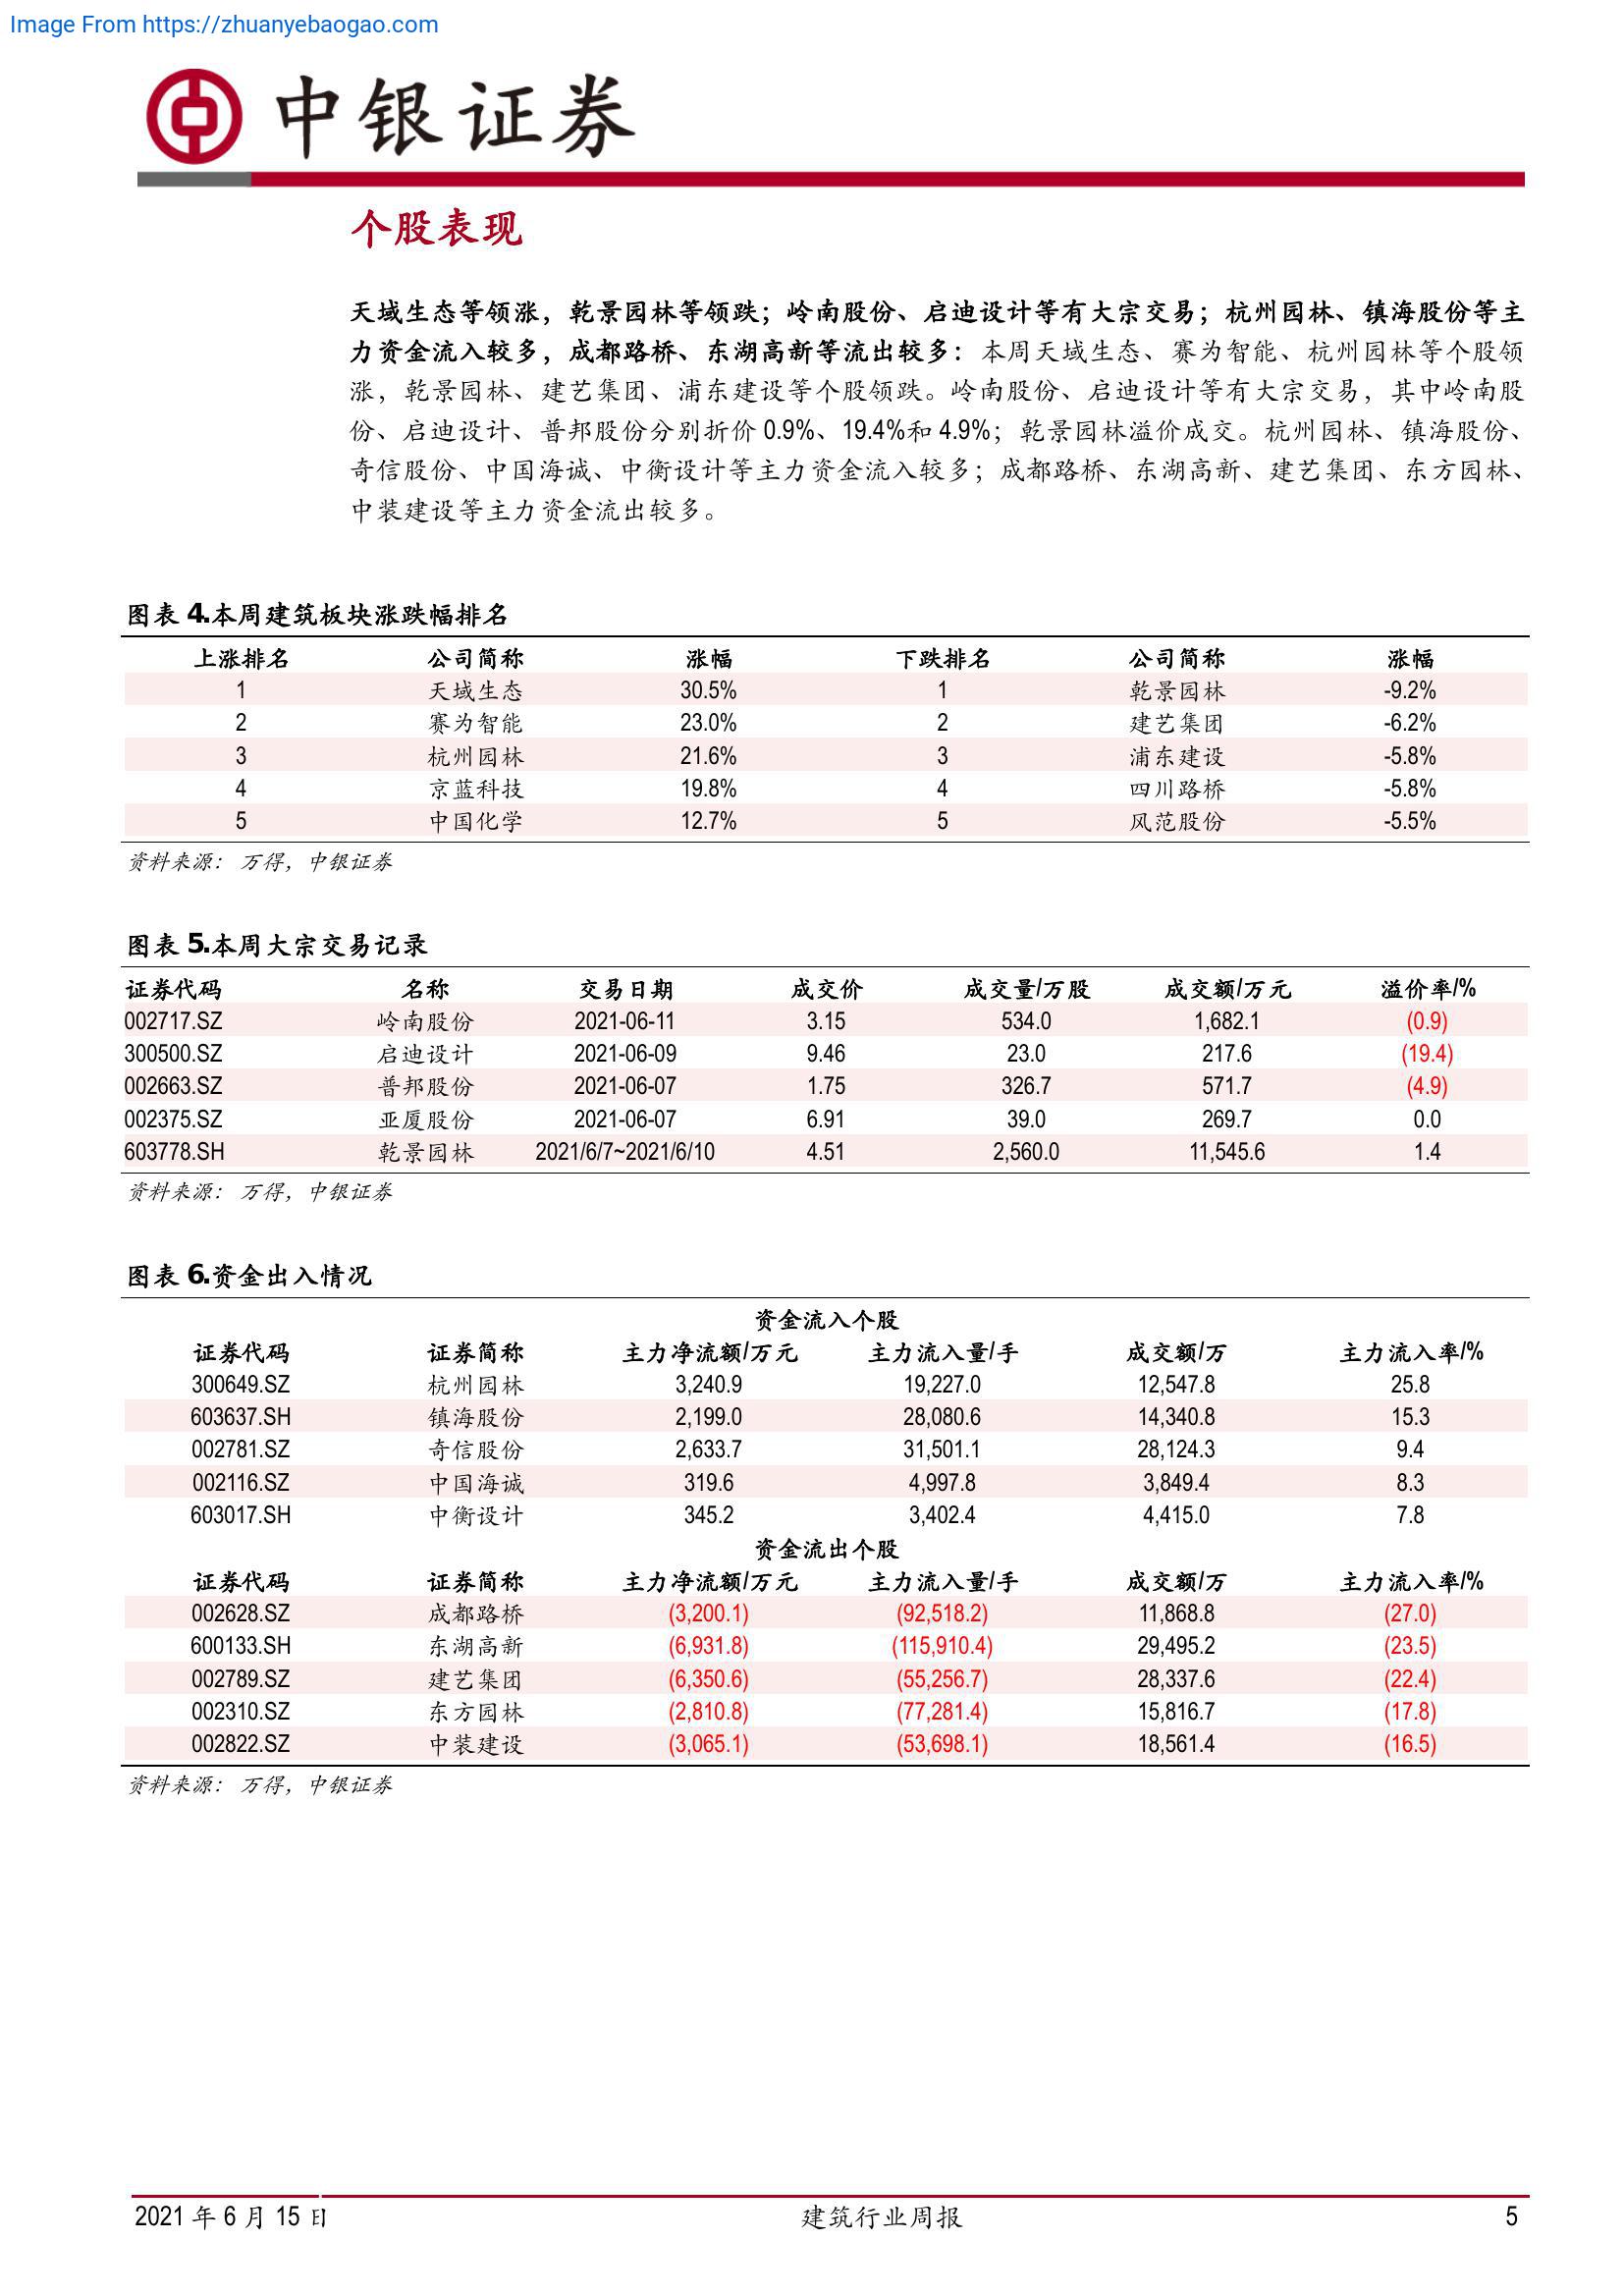 Image From https://zhuanyebaogao.com
中银证券
个股表现
天域生态等领涨，乾景园林等领跌；岭南股份、启迪设计等有大宗交易；杭州园林、镇海股份等主
力资金流入较多，成都路桥、东湖高新等流出较多：本周天域生态、赛为智能、杭州园林等个股领
涨，乾景园林、建艺集团、浦东建设等个股领跌。岭南股份、启迪设计等有大宗交易，其中岭南股
份、启迪设计、普邦股份分别折价 0.9%、19.4%和 4.9%；乾景园林溢价成交。杭州园林、镇海股份、
奇信股份、中国海诚、中衡设计等主力资金流入较多；成都路桥、东湖高新、建艺集团、东方园林、
中装建设等主力资金流出较多。
图表 4.本周建筑板块涨跌幅排名
上涨排名 公司简称 涨幅 下跌排名 公司简称 涨幅
1 天域生态 30.5% 1 乾景园林 -9.2%
2 赛为智能 23.0% 2 建艺集团 -6.2%
3 杭州园林 21.6% 3 浦东建设 -5.8%
4 京蓝科技 19.8% 4 四川路桥 -5.8%
5 中国化学 12.7% 5 风范股份 -5.5%
资料来源：万得，中银证券
图表 5.本周大宗交易记录
证券代码 名称 交易日期 成交价 成交量/万股 成交额/万元 溢价率/%
002717.SZ 岭南股份 2021-06-11 3.15 534.0 1,682.1 (0.9)
300500.SZ 启迪设计 2021-06-09 9.46 23.0 217.6 (19.4)
002663.SZ 普邦股份 2021-06-07 1.75 326.7 571.7 (4.9)
002375.SZ 亚厦股份 2021-06-07 6.91 39.0 269.7 0.0
603778.SH 乾景园林 2021/6/7~2021/6/10 4.51 2,560.0 11,545.6 1.4
资料来源：万得，中银证券
图表 6.资金出入情况
资金流入个股
证券代码 证券简称 主力净流额/万元 主力流入量/手 成交额/万 主力流入率/%
300649.SZ 杭州园林 3,240.9 19,227.0 12,547.8 25.8
603637.SH 镇海股份 2,199.0 28,080.6 14,340.8 15.3
002781.SZ 奇信股份 2,633.7 31,501.1 28,124.3 9.4
002116.SZ 中国海诚 319.6 4,997.8 3,849.4 8.3
603017.SH 中衡设计 345.2 3,402.4 4,415.0 7.8
资金流出个股
证券代码 证券简称 主力净流额/万元 主力流入量/手 成交额/万 主力流入率/%
002628.SZ 成都路桥 (3,200.1) (92,518.2) 11,868.8 (27.0)
600133.SH 东湖高新 (6,931.8) (115,910.4) 29,495.2 (23.5)
002789.SZ 建艺集团 (6,350.6) (55,256.7) 28,337.6 (22.4)
002310.SZ 东方园林 (2,810.8) (77,281.4) 15,816.7 (17.8)
002822.SZ 中装建设 (3,065.1) (53,698.1) 18,561.4 (16.5)
资料来源：万得，中银证券
2021 年 6 月 15 日 建筑行业周报 5